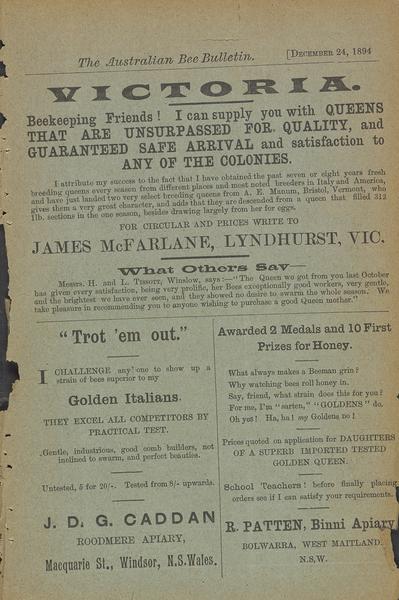 The Australian Bee Bulletin. [DECEMBER 24, 1894
VICTORIA.
Beekeeping Friends! I can supply you with QUEENS
THAT ARE UNSURPASSED FOR QUALITY, and
GUARANTEED SAFE ARRIVAL and satisfaction to
ANY OF THE COLONIES.
I attribute my success to the fact that I have obtained the past seven or eight years fresh
breeding queens every season from different places and most noted breeders in Italy and America,
and have just landed two very select breeding queens from A. E. Manum, Bristol, Vermont, who
gives them a very great character, and adds that they are descended from a queen that filled 312
1lb. sections in the one season, besides drawing largely from her for eggs.
FOR CIRCULAR AND PRICES WRITE TO
JAMES McFARLANE, LYNDHURST, VIC.
What Others Say—
Messrs. H. and L. Tissott, Winslow, says:—"The Queen we got from you last October
has given every satisfaction, being very prolific, her Bees exceptionally good workers, very gentle,
and the brightest we have ever seen, and they showed no desire to swarm the whole season. We
take pleasure in recommending you to anyone wishing to purchase a good Queen mother."
"Trot 'em out."
I CHALLENGE any one to show up a
strain of bees superior to my
Golden Italians.
THEY EXCEL ALL COMPETITORS BY
PRACTICAL TEST.
Gentle, industrious, good comb builders, not
inclined to swarm, and perfect beauties.
Untested, 5 for 20/-. Tested from 8/- upwards.
J. D. G. CADDAN
ROODMERE APIARY,
Macquarie St., Windsor, N.S.Wales.
Awarded 2 Medals and 10 First
Prizes for Honey.
What always makes a Beeman grin?
Why watching bees roll honey in.
Say, friend, what strain does this for you?
For me, I'm "sarten," "GOLDENS" do.
Oh yes! Ha, ha! my Goldens no!
Prices quoted on application for DAUGHTERS
OF A SUPERB IMPORTED TESTED
GOLDEN QUEEN.
School Teachers! before finally placing
orders see if I can satisfy your requirements.
R. PATTEN, Binni Apiary
BOLWARRA, WEST MAITLAND.
N.S.W.